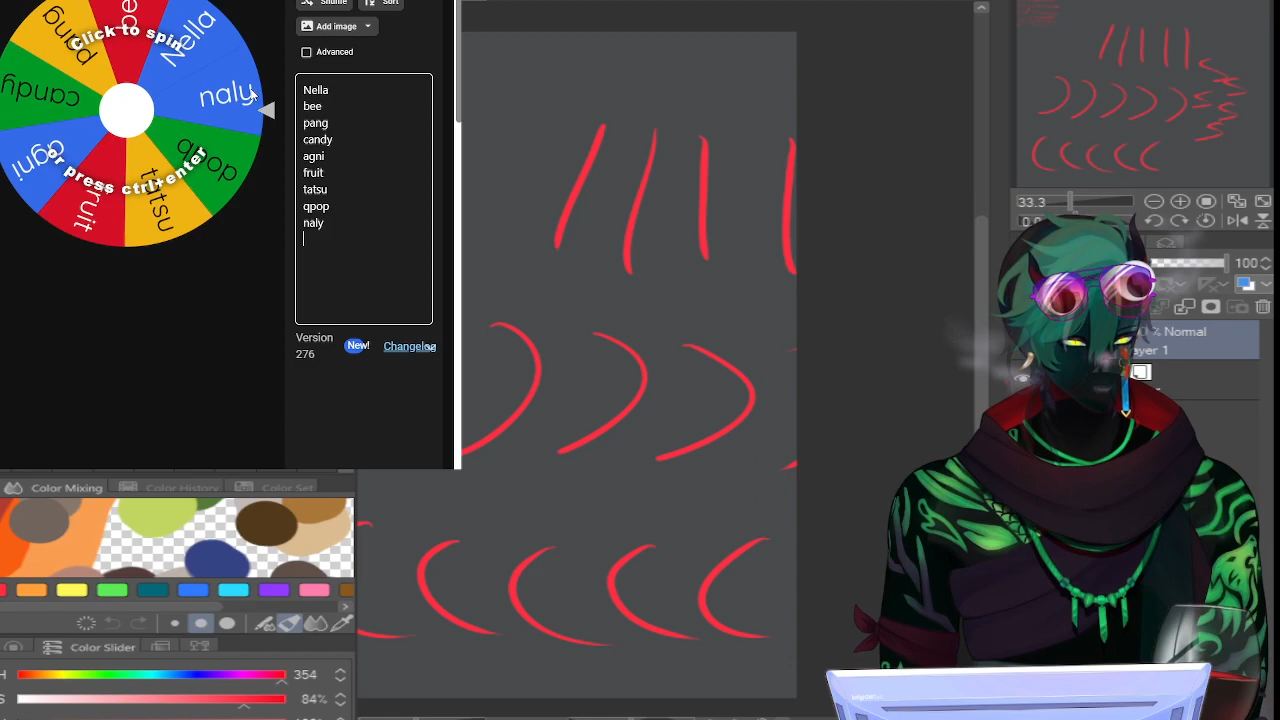 Shuffle Sort
Add image
Advanced
Nella
bee
pang
candy
agni
fruit
tatsu
qpop
naly
Version
276
New!
Changelog
Click to spin
or press ctrl+enter
bee
Nella
naly
qpop
tatsu
fruit
agni
candy
pang
33.3
100
% Normal
ayer 1
Color Mixing
Color History
Color Set
Color Slider
H
354
S
84%